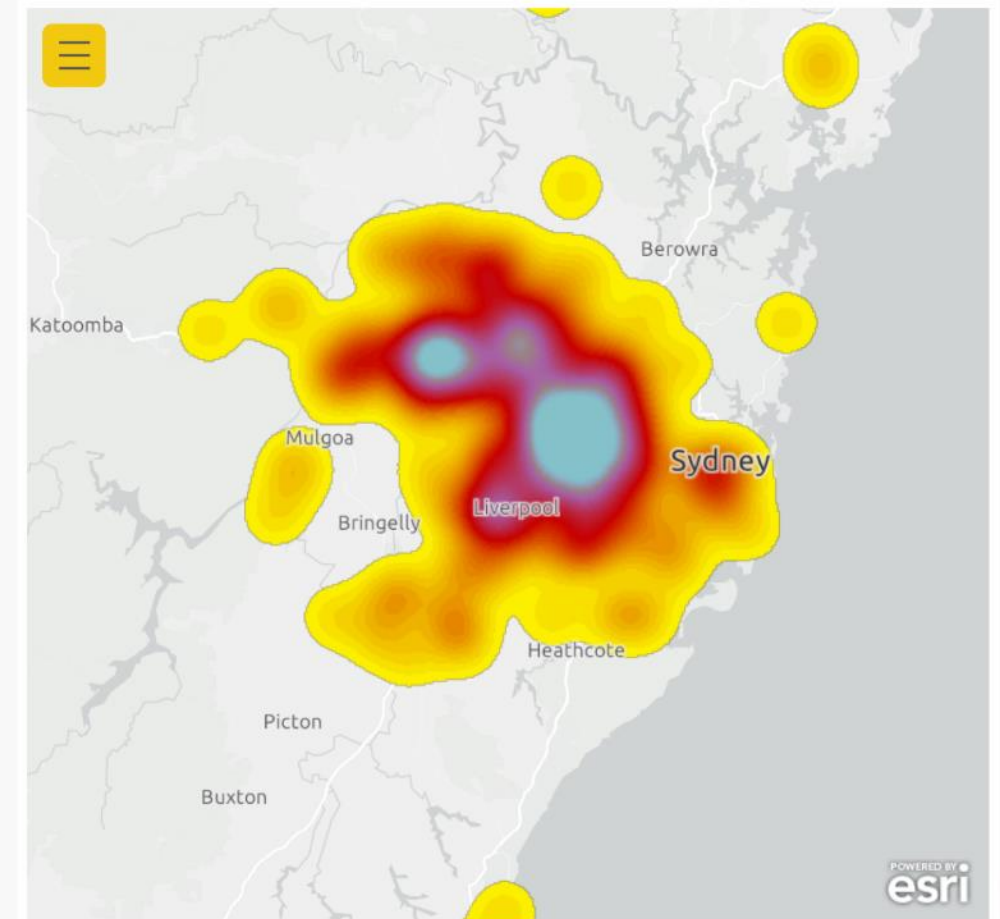 Berowra
Katoomba
Mulgoa
Sydney
Liverpool
Bringelly
Heathcote
Picton
Buxton
POWERED BY
esri